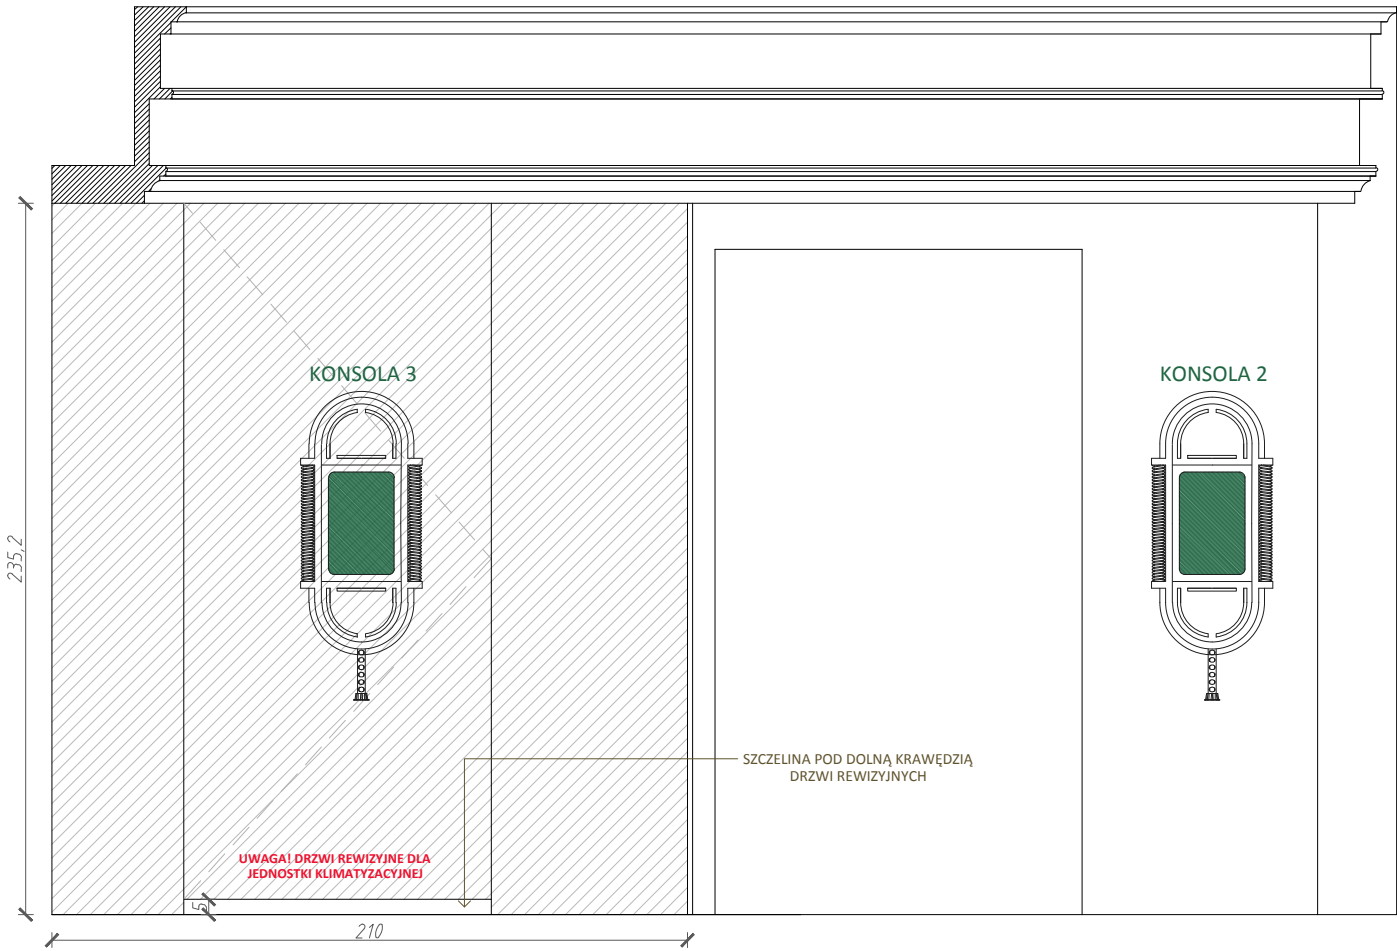 KONSOLA 3
KONSOLA 2
235,2
SZCZELINA POD DOLNĄ KRAWĘDZIĄ
DRZWI REWIZYJNYCH
UWAGA! DRZWI REWIZYJNE DLA
JEDNOSTKI KLIMATYZACYJNEJ
5
210